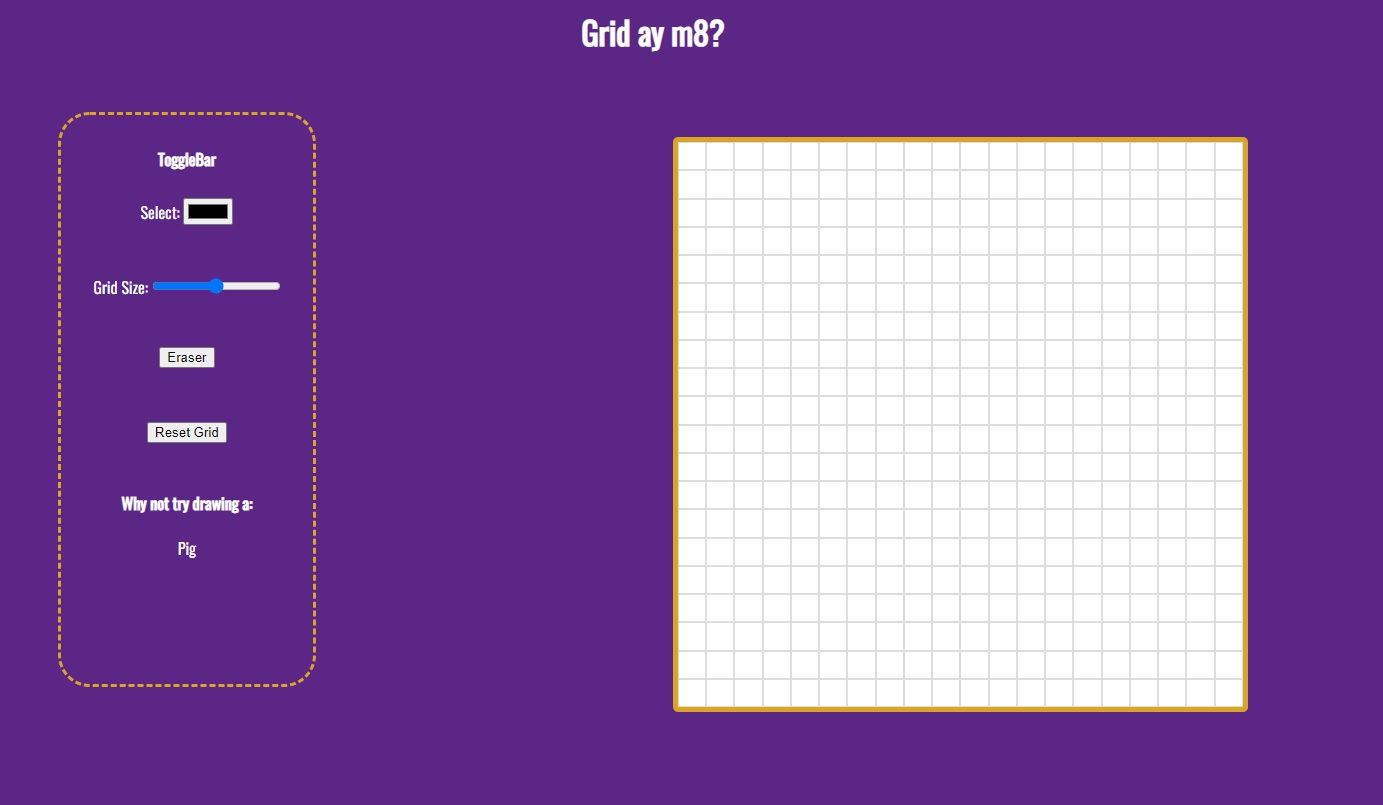 Grid ay m8?
ToggleBar
Select:
Grid Size:
Eraser
Reset Grid
Why not try drawing a:
Pig